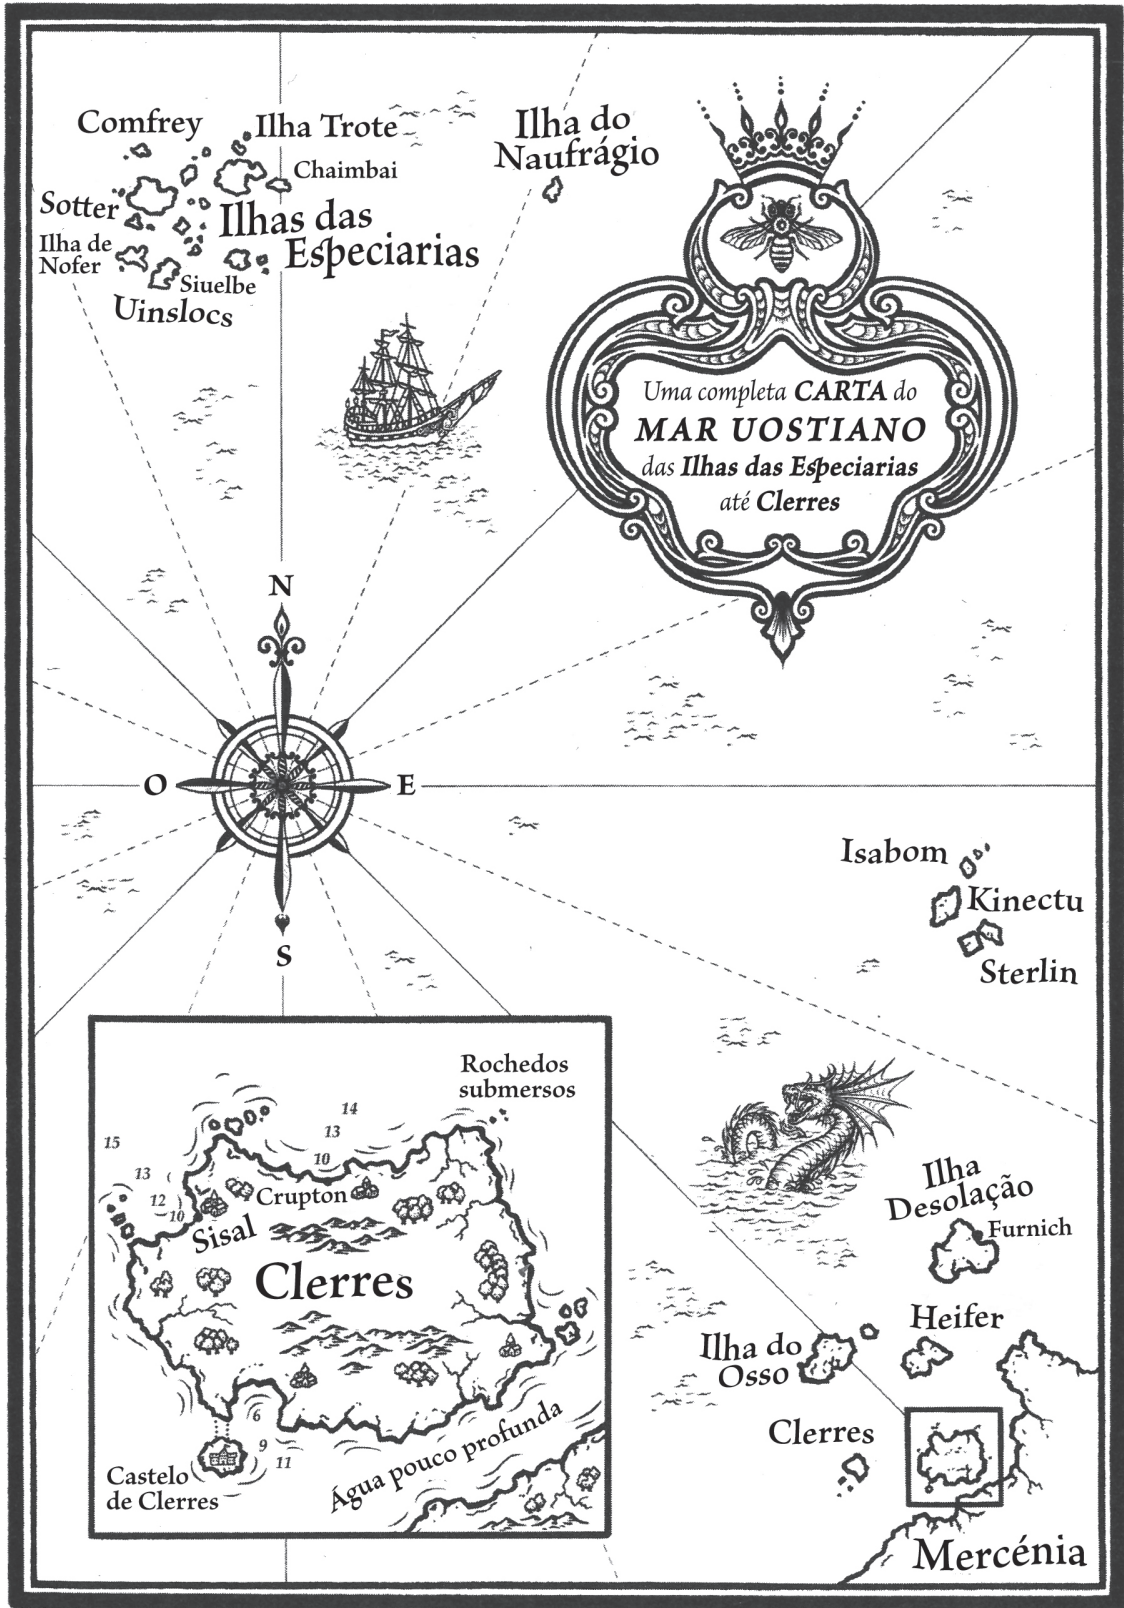 Comfrey
Ilha Trote
Chaimbai
Sotter
Ilhas das
Especiarias
Ilha de
Nofer
Siuelbe
Uinslocs
Ilha do
Naufrágio
Uma completa CARTA do
MAR UOSTIANO
das Ilhas das Especiarias
até Clerres
N
O
E
S
Isabom
Kinectu
Sterlin
Ilha
Desolação
Furnich
Heifer
Ilha do
Osso
Clerres
Mercénia
Rochedos
submersos
14
13
10
15
13
12
10
Crupton
Sisal
Clerres
6
9
11
Castelo
de Clerres
Água pouco profunda